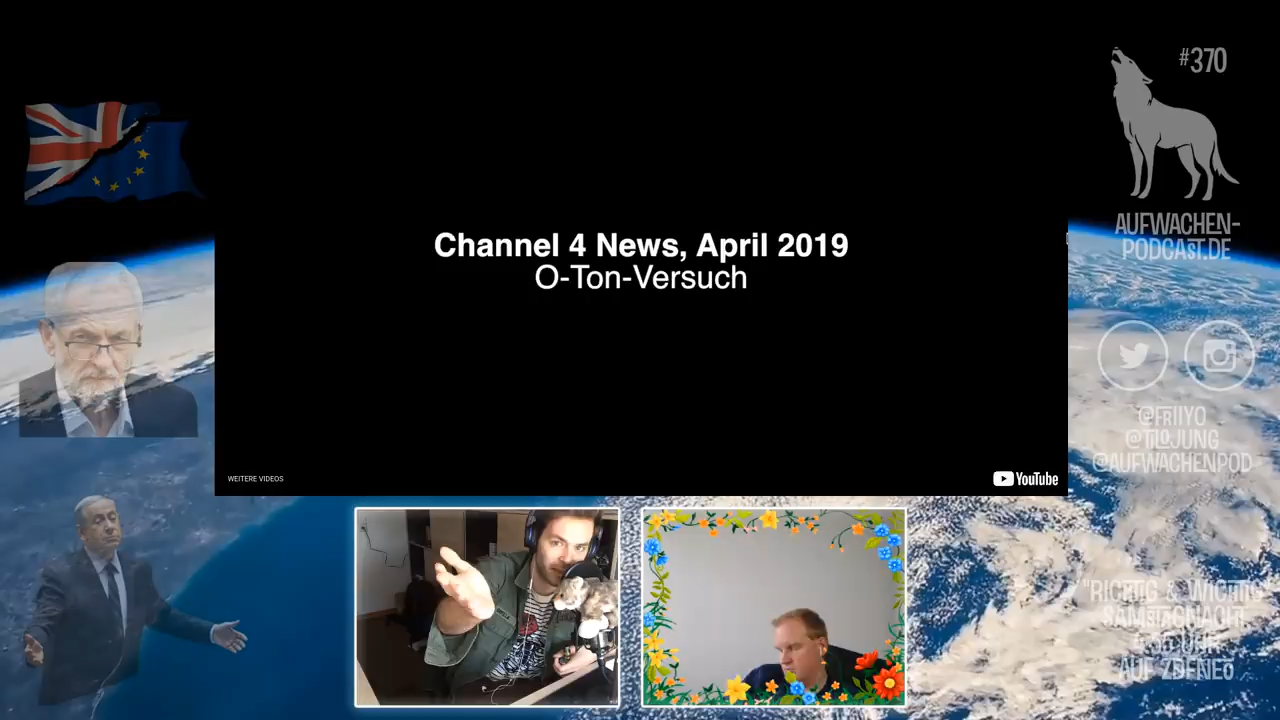 #370
AUFWACHEN-
PODCAST.DE
Channel 4 News, April 2019
O-Ton-Versuch
@FRIIYO
@TILOJUNG
@AUFWACHENPOD
WEITERE VIDEOS
YouTube
"RICHTIG & WICHTIG"
SAMSTAGNACHT
UHR
AUF ZDFNEO